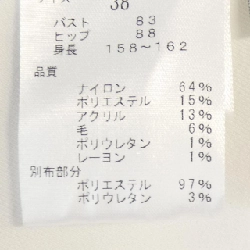 サイズ
38
バスト 83
ヒップ 88
身長 158～162
品質
ナイロン 64%
ポリエステル 15%
アクリル 13%
毛 6%
ポリウレタン 1%
レーヨン 1%
別布部分
ポリエステル 97%
ポリウレタン 3%